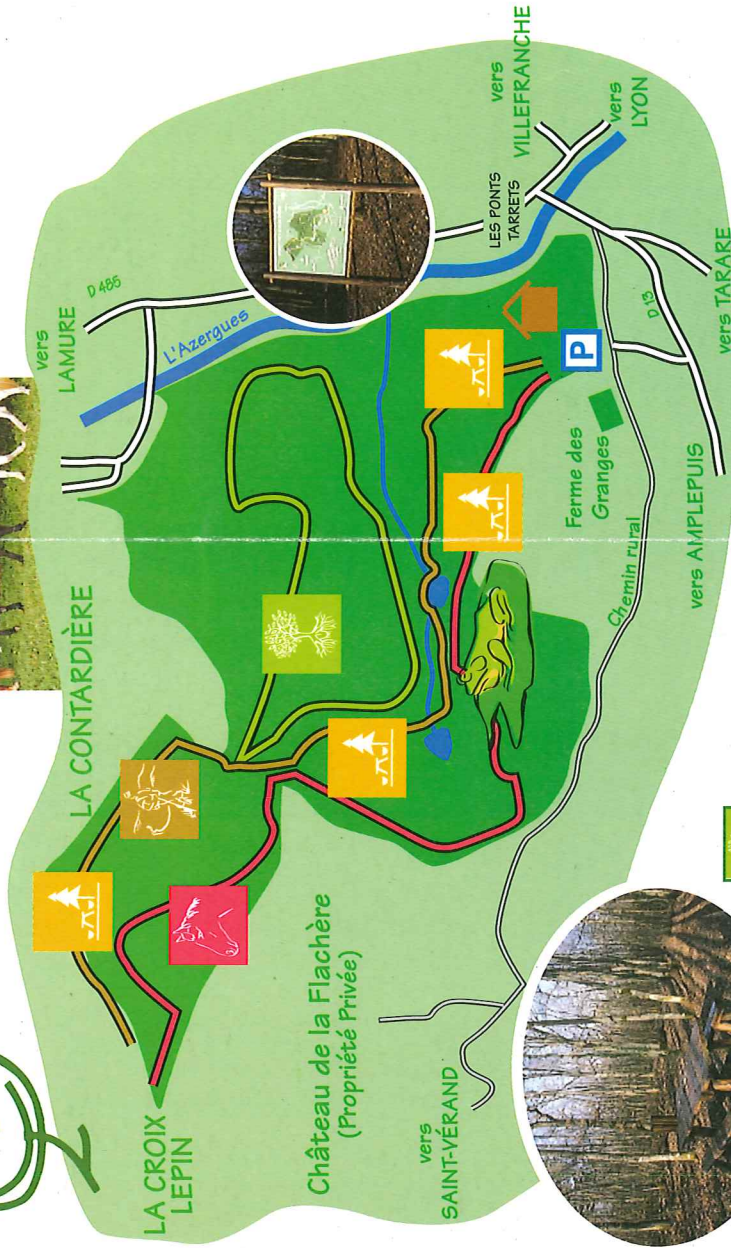 LA CROIX
LEPIN
LA CONTARDIÈRE
vers
LAMURE
D 485
L'Azergues
Château de la Flachère
(Propriété Privée)
vers
SAINT-VÉRAND
Chemin rural
Ferme des
Granges
P
LES PONTS
TARRETS
vers
VILLEFRANCHE
vers
LYON
D 13
vers TARARE
vers AMPLEPUIS